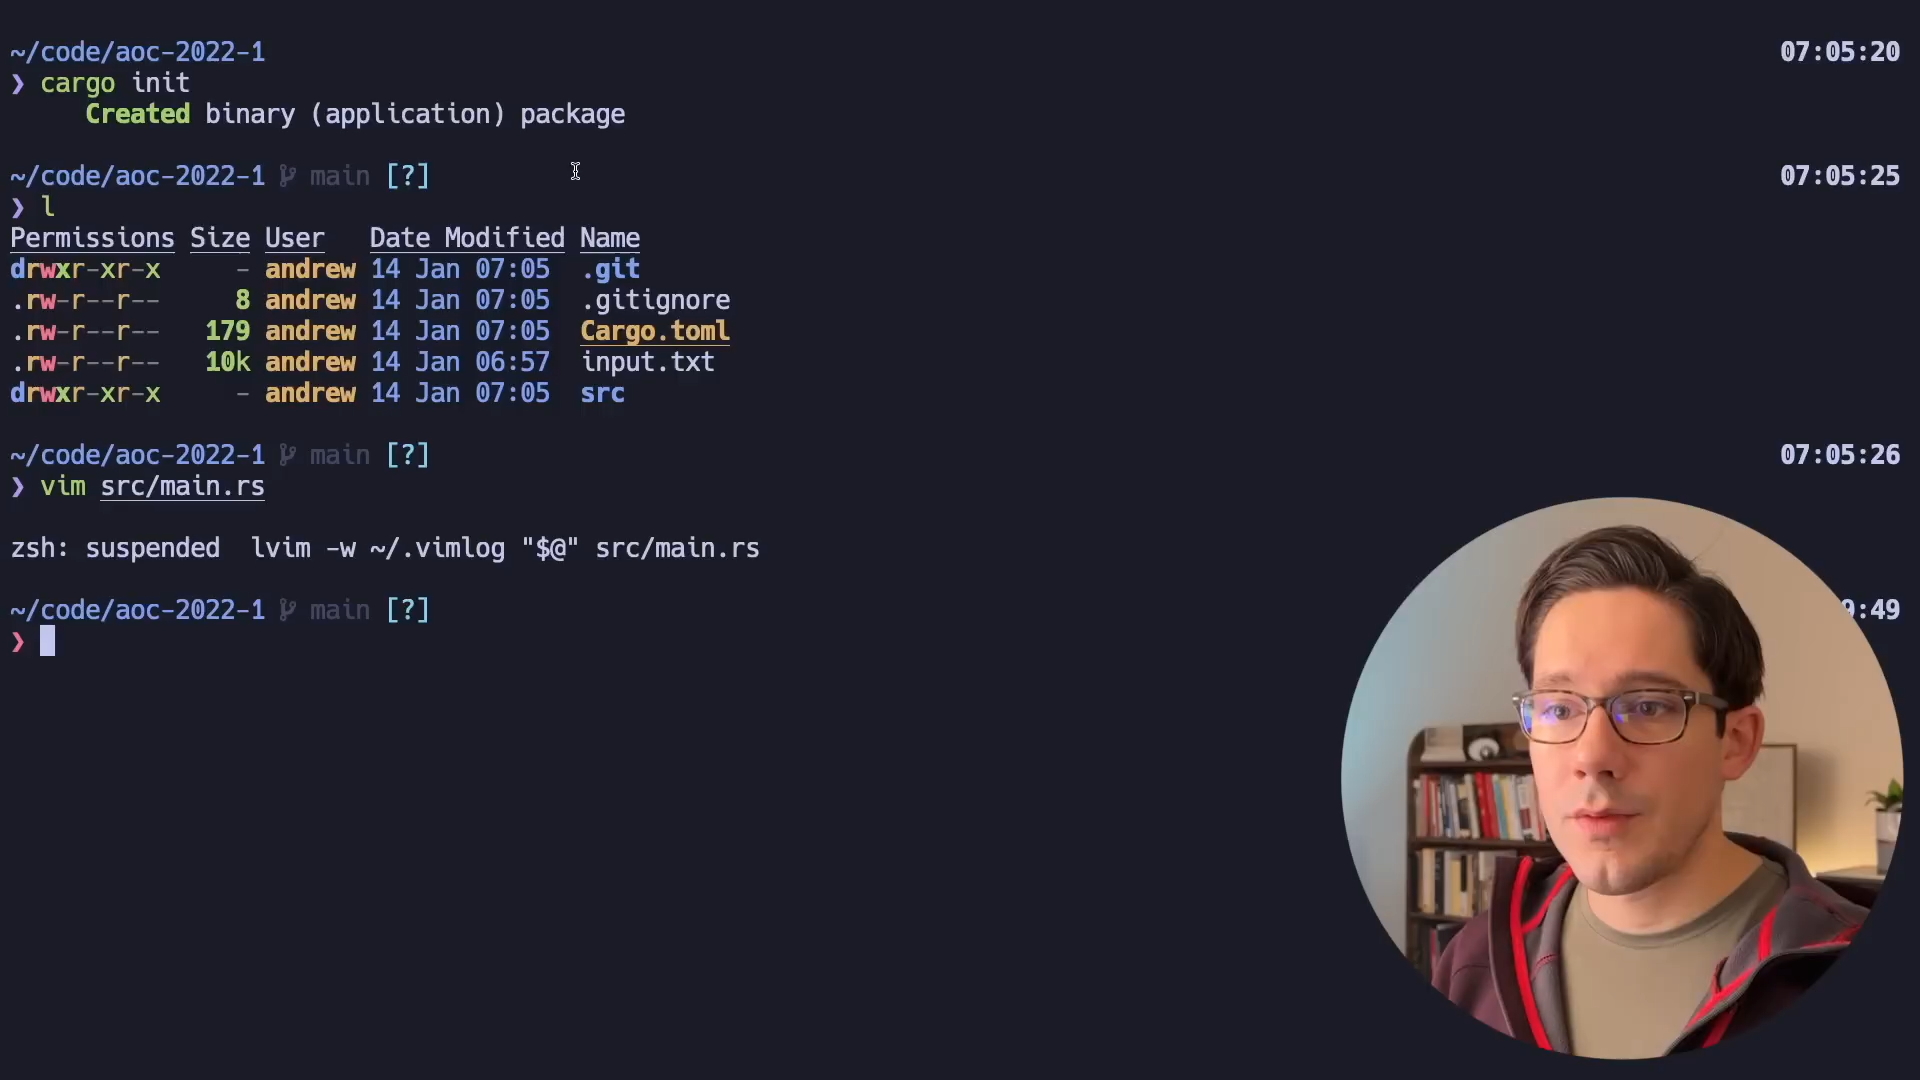 ~/code/aoc-2022-1 07:05:20
❯ cargo init
Created binary (application) package
~/code/aoc-2022-1 main [?] 07:05:25
❯ l
Permissions Size User Date Modified Name
drwxr-xr-x - andrew 14 Jan 07:05 .git
.rw-r--r-- 8 andrew 14 Jan 07:05 .gitignore
.rw-r--r-- 179 andrew 14 Jan 07:05 Cargo.toml
.rw-r--r-- 10k andrew 14 Jan 06:57 input.txt
drwxr-xr-x - andrew 14 Jan 07:05 src
~/code/aoc-2022-1 main [?] 07:05:26
❯ vim src/main.rs
zsh: suspended lvim -w ~/.vimlog "$@" src/main.rs
~/code/aoc-2022-1 main [?] 9:49
❯